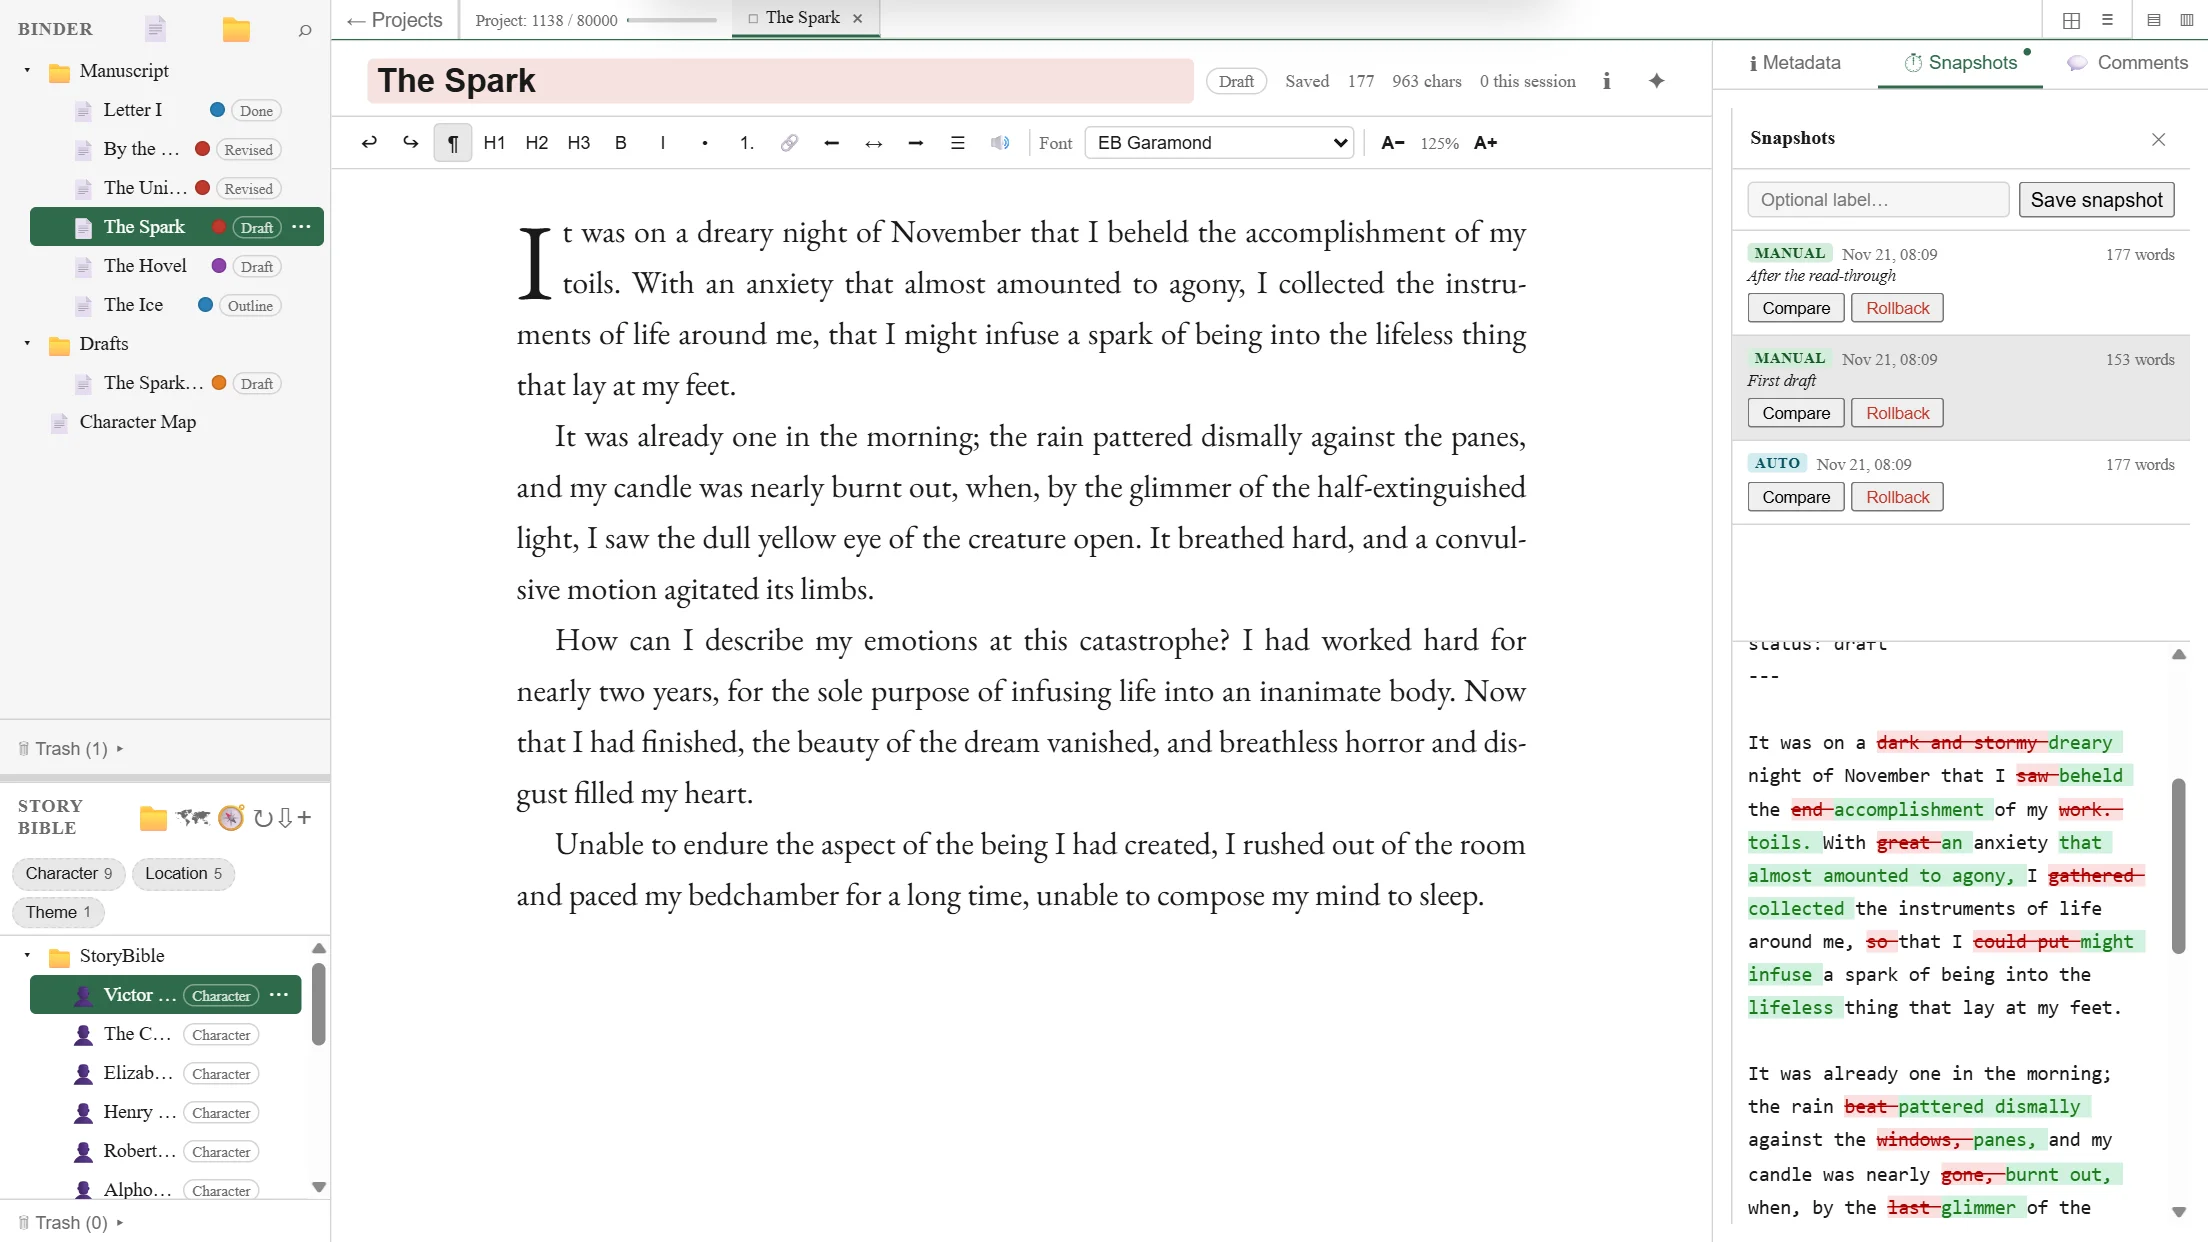 BINDER
Manuscript
Letter I Done
By the … Revised
The Uni… Revised
The Spark Draft ···
The Hovel Draft
The Ice Outline
Drafts
The Spark… Draft
Character Map
Trash (1)
STORY
BIBLE
Character 9 Location 5
Theme 1
StoryBible
Victor … Character ···
The C… Character
Elizab… Character
Henry … Character
Robert… Character
Alpho… Character
Trash (0)
← Projects Project: 1138 / 80000 The Spark ×
The Spark Draft Saved 177 963 chars 0 this session
¶ H1 H2 H3 B I • 1. Font EB Garamond A− 125% A+
It was on a dreary night of November that I beheld the accomplishment of my
toils. With an anxiety that almost amounted to agony, I collected the instru-
ments of life around me, that I might infuse a spark of being into the lifeless thing
that lay at my feet.
It was already one in the morning; the rain pattered dismally against the panes,
and my candle was nearly burnt out, when, by the glimmer of the half-extinguished
light, I saw the dull yellow eye of the creature open. It breathed hard, and a convul-
sive motion agitated its limbs.
How can I describe my emotions at this catastrophe? I had worked hard for
nearly two years, for the sole purpose of infusing life into an inanimate body. Now
that I had finished, the beauty of the dream vanished, and breathless horror and dis-
gust filled my heart.
Unable to endure the aspect of the being I had created, I rushed out of the room
and paced my bedchamber for a long time, unable to compose my mind to sleep.
Metadata Snapshots Comments
Snapshots
Optional label… Save snapshot
MANUAL Nov 21, 08:09 177 words
After the read-through
Compare Rollback
MANUAL Nov 21, 08:09 153 words
First draft
Compare Rollback
AUTO Nov 21, 08:09 177 words
Compare Rollback
status: draft
---
It was on a dark and stormy dreary
night of November that I saw beheld
the end accomplishment of my work.
toils. With great an anxiety that
almost amounted to agony, I gathered
collected the instruments of life
around me, so that I could put might
infuse a spark of being into the
lifeless thing that lay at my feet.
It was already one in the morning;
the rain beat pattered dismally
against the windows, panes, and my
candle was nearly gone, burnt out,
when, by the last glimmer of the